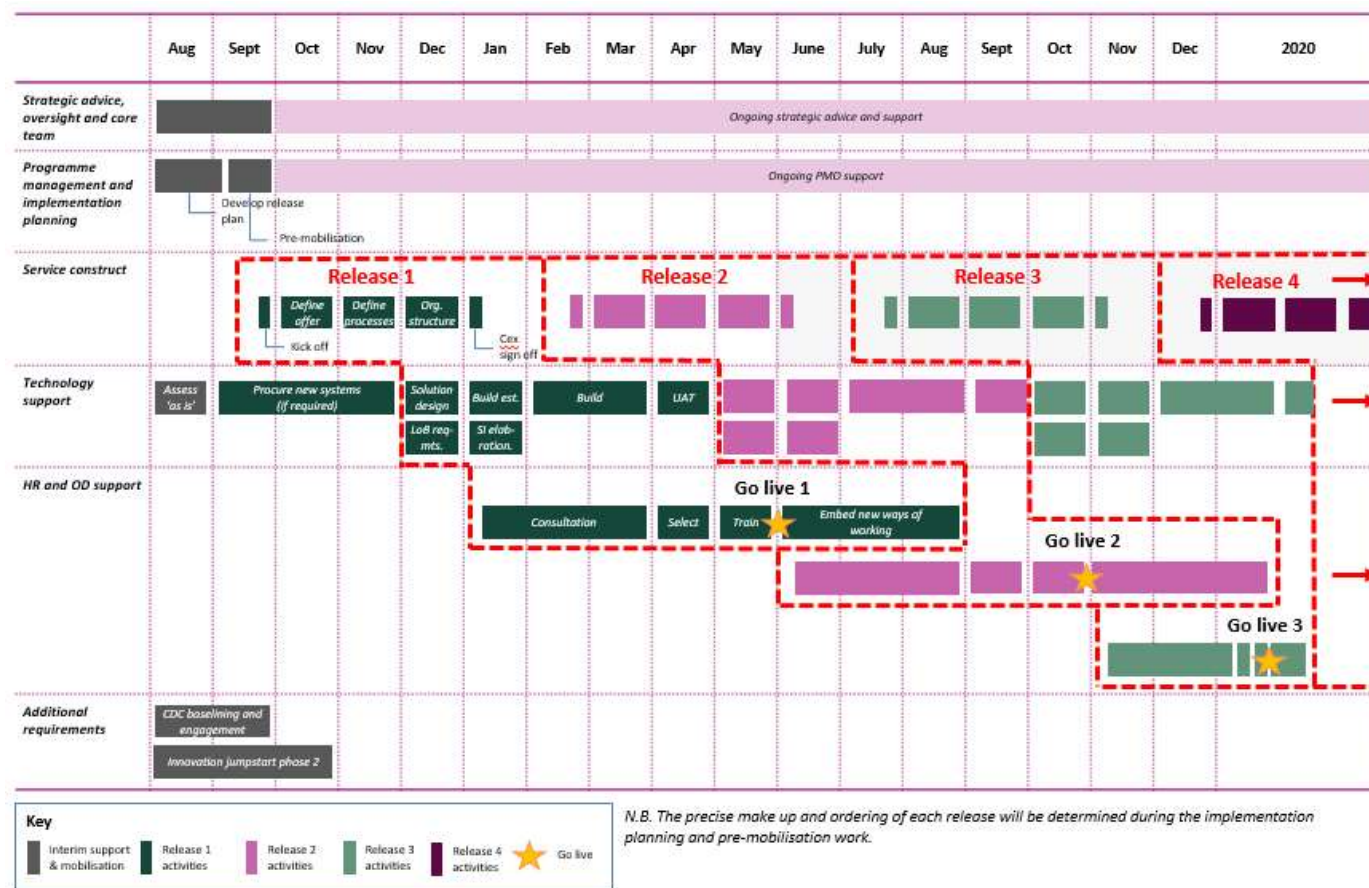 Aug Sept Oct Nov Dec Jan Feb Mar Apr May June July Aug Sept Oct Nov Dec 2020
Strategic advice,
oversight and core
team
Ongoing strategic advice and support
Programme
management and
implementation
planning
Ongoing PMO support
Develop release
plan
Pre-mobilisation
Service construct
Release 1
Release 2
Release 3
Release 4
Define
offer
Define
processes
Org.
structure
Kick off
Cex
sign off
Technology
support
Assess
'as is'
Procure new systems
(if required)
Solution
design
Build est.
Build
UAT
LoB req-
mts.
SI elab-
ration.
HR and OD support
Go live 1
Consultation
Select
Train
Embed new ways of
working
Go live 2
Go live 3
Additional
requirements
CDC baselining and
engagement
Innovation jumpstart phase 2
Key
Interim support
& mobilisation
Release 1
activities
Release 2
activities
Release 3
activities
Release 4
activities
Go live
N.B. The precise make up and ordering of each release will be determined during the implementation
planning and pre-mobilisation work.